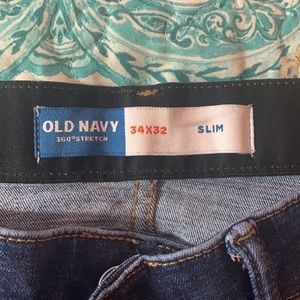 OLD NAVY 34X32 SLIM
360° STRETCH